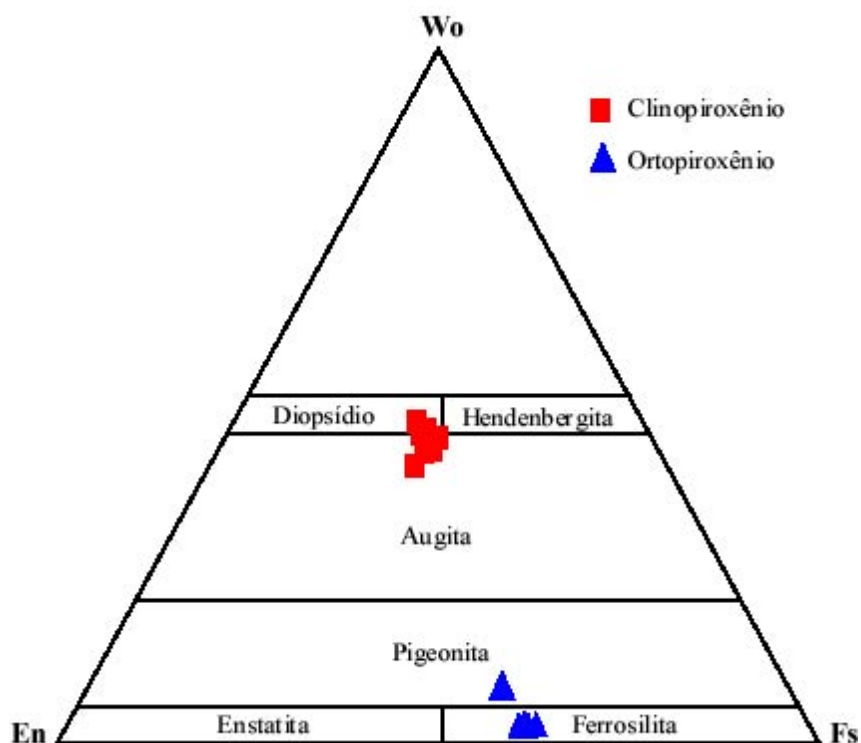 Wo
Clinopiroxênio
Ortopiroxênio
Diopsídio
Hendenbergita
Augita
Pigeonita
En
Enstatita
Ferrosilita
Fs